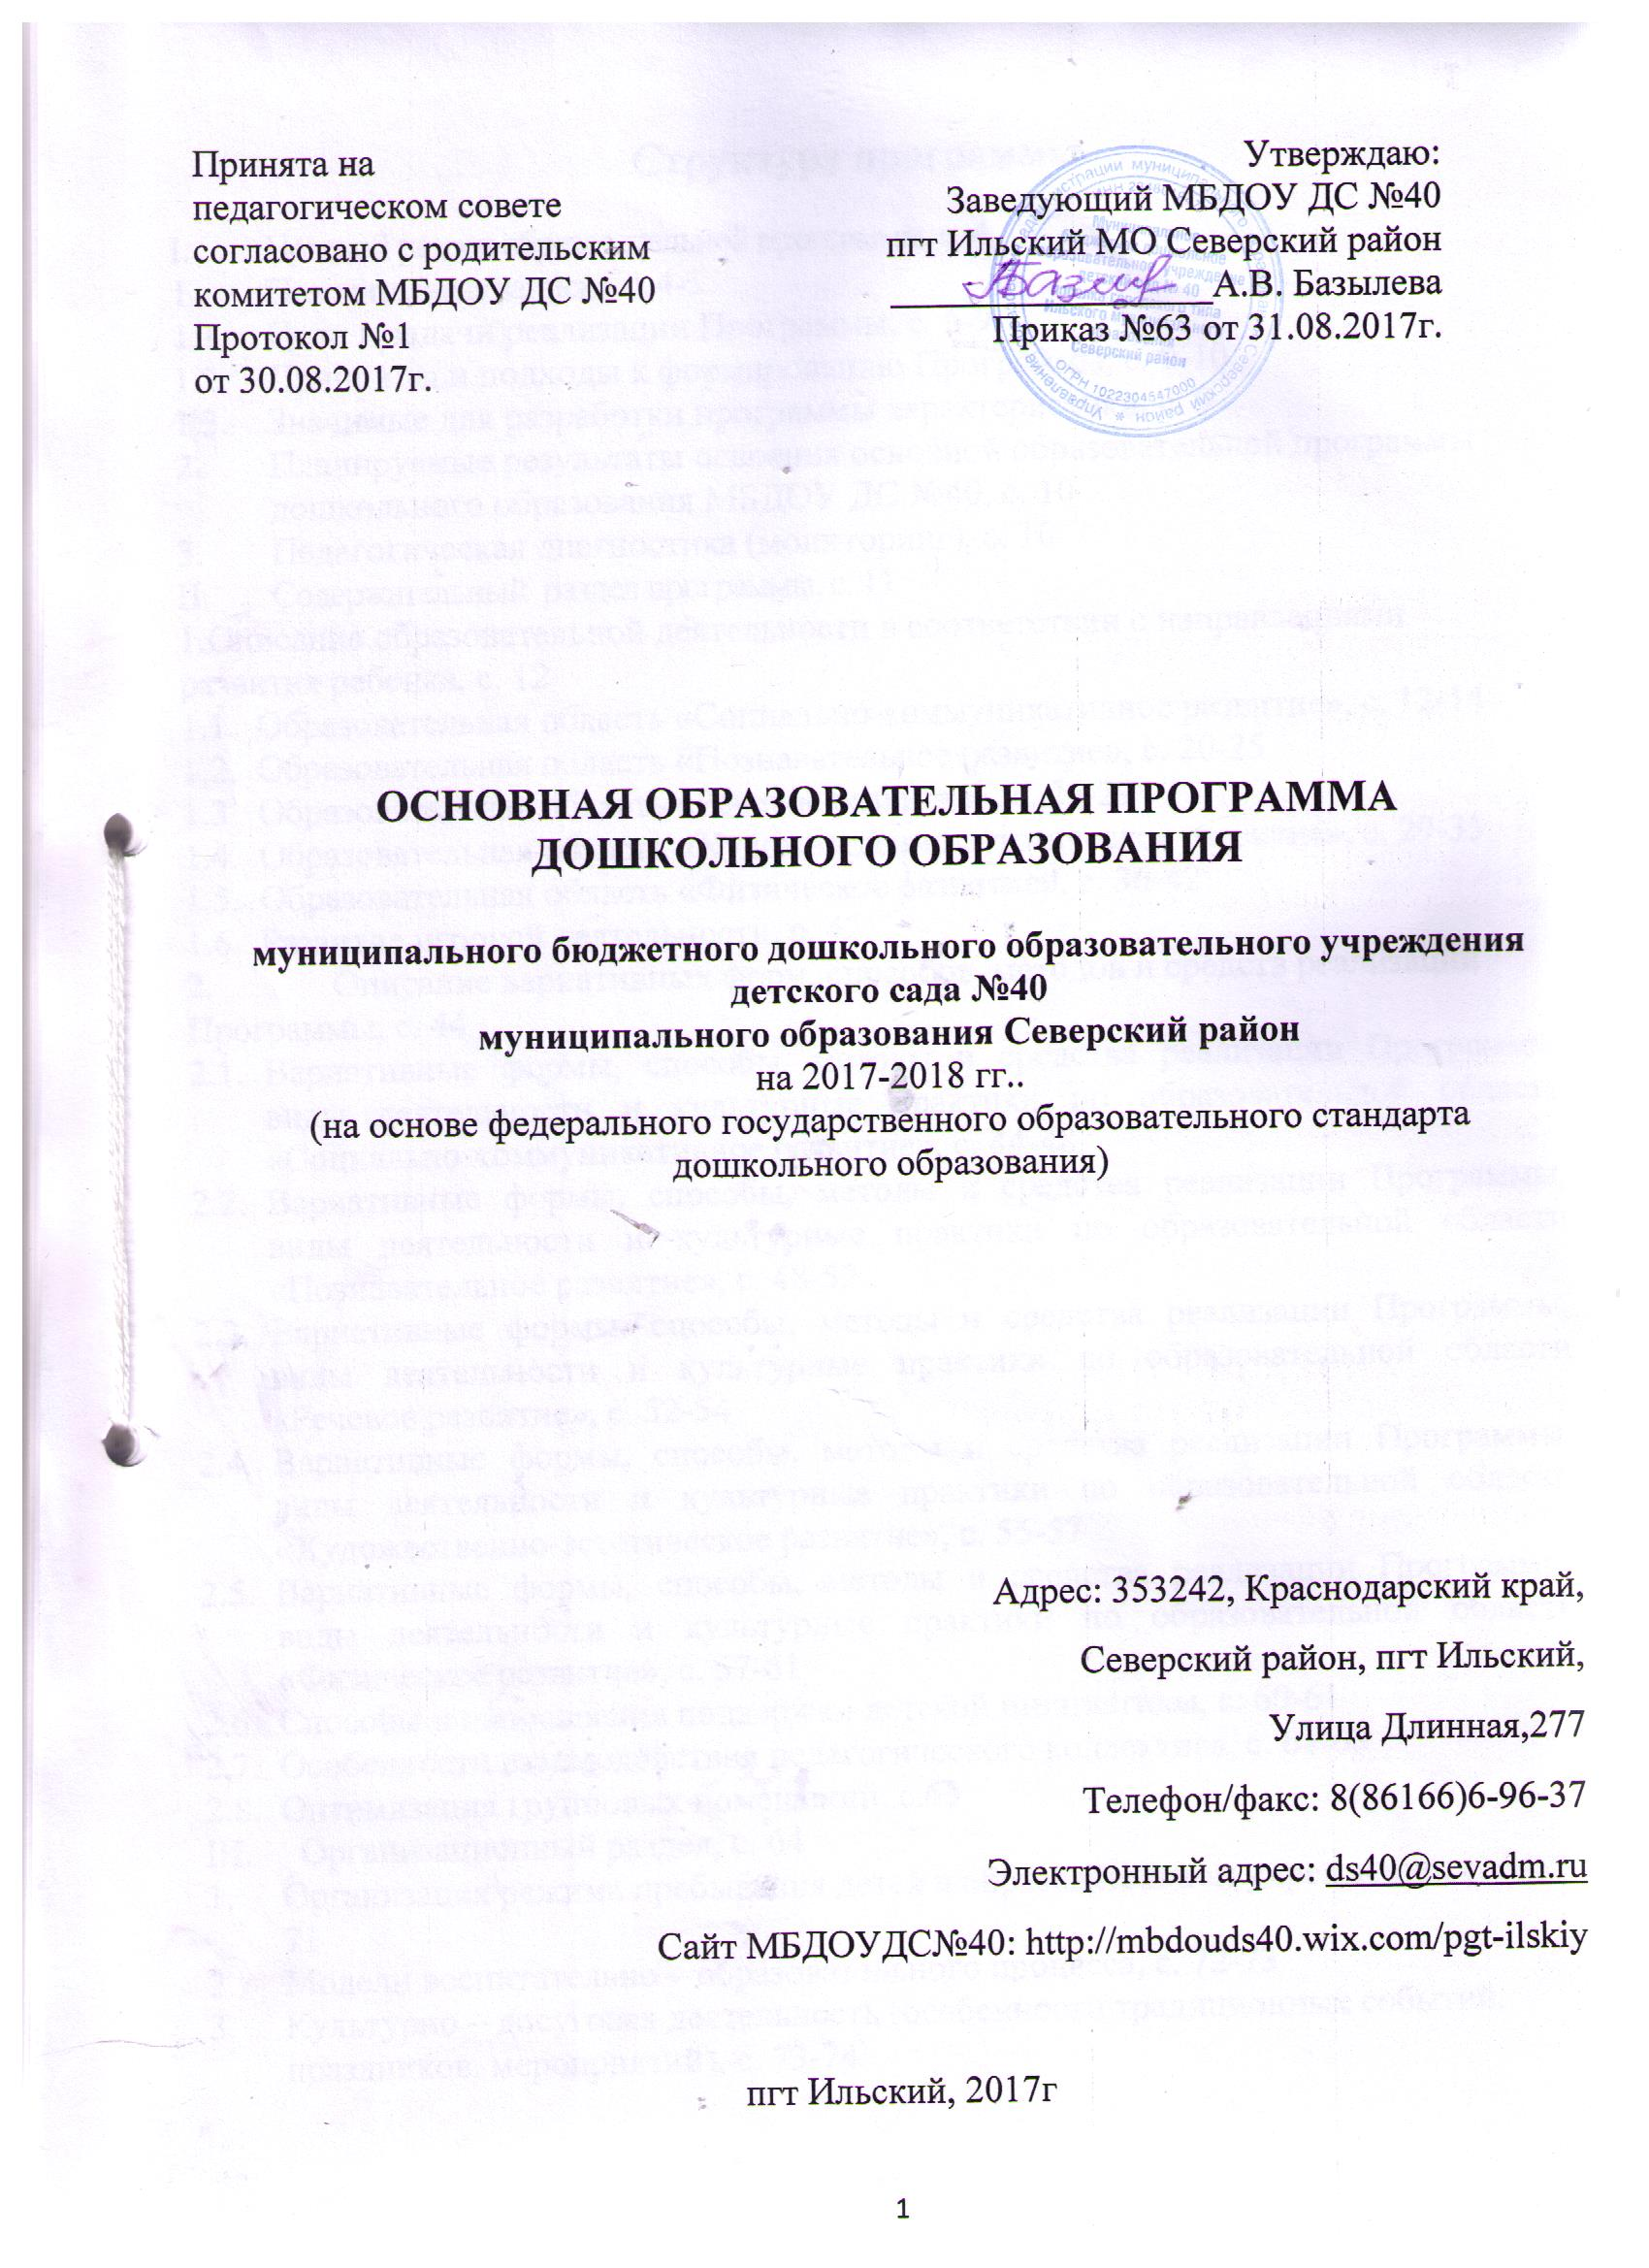 Принята на
педагогическом совете
согласовано с родительским
комитетом МБДОУ ДС №40
Протокол №1
от 30.08.2017г.
Утверждаю:
Заведующий МБДОУ ДС №40
пгт Ильский МО Северский район
А.В. Базылева
Приказ №63 от 31.08.2017г.
Северский район
ОГРН 1022304547000
ОСНОВНАЯ ОБРАЗОВАТЕЛЬНАЯ ПРОГРАММА
ДОШКОЛЬНОГО ОБРАЗОВАНИЯ
муниципального бюджетного дошкольного образовательного учреждения
детского сада №40
муниципального образования Северский район
на 2017-2018 гг..
(на основе федерального государственного образовательного стандарта
дошкольного образования)
Адрес: 353242, Краснодарский край,
Северский район, пгт Ильский,
Улица Длинная,277
Телефон/факс: 8(86166)6-96-37
Электронный адрес: ds40@sevadm.ru
Сайт МБДОУДС№40: http://mbdouds40.wix.com/pgt-ilskiy
пгт Ильский, 2017г
1